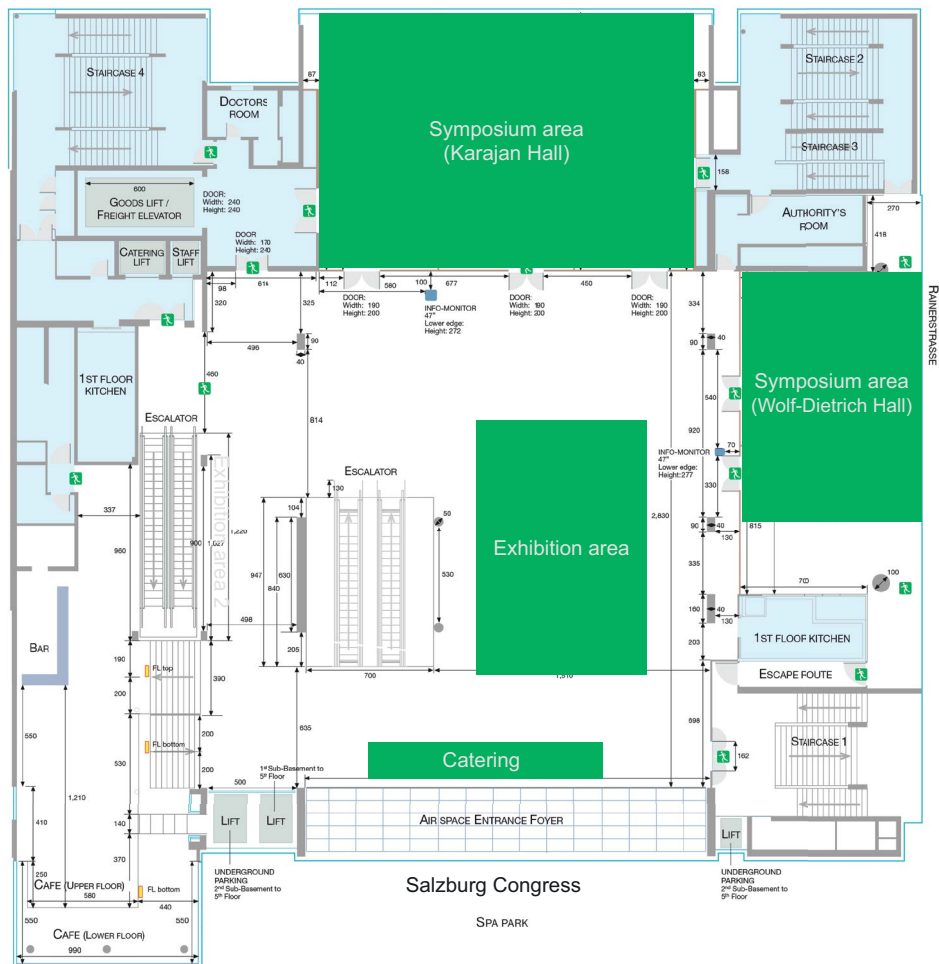 STAIRCASE 4
DOCTORS
ROOM
87
Symposium area
(Karajan Hall)
83
STAIRCASE 2
STAIRCASE 3
158
600
GOODS LIFT /
FREIGHT ELEVATOR
DOOR:
Width: 240
Height: 240
AUTHORITY'S
ROOM
270
418
CATERING
LIFT
STAFF
LIFT
DOOR
Width: 170
Height: 240
98
614
320
325
112
580
100
677
450
334
DOOR:
Width: 190
Height: 200
INFO-MONITOR
47"
Lower edge:
Height: 272
DOOR:
Width: 190
Height: 200
DOOR:
Width: 190
Height: 200
RAINERSTRASSE
496
90
40
90
40
460
1ST FLOOR
KITCHEN
540
Symposium area
(Wolf-Dietrich Hall)
ESCALATOR
814
920
70
INFO-MONITOR
47"
Lower edge:
Height:277
ESCALATOR
130
330
337
104
50
2,830
Exhibition area 2
960
900
1,027
1,220
947
840
630
530
Exhibition area
90
130
815
335
700
100
498
160
40
130
BAR
205
203
1ST FLOOF KITCHEN
190
FL top
390
700
1,510
ESCAPE FOUTE
200
550
FL bottom
200
635
698
STAIRCASE 1
162
530
1,210
200
500
1st Sub-Basement to
5th Floor
Catering
410
140
LIFT
LIFT
AIR SPACE ENTRANCE FOYER
LIFT
370
250
UNDERGROUND
PARKING
2nd Sub-Basement to
5th Floor
UNDERGROUND
PARKING
2nd Sub-Basement to
5th Floor
CAFE (UPPER FLOOR)
FL bottom
580
440
Salzburg Congress
550
550
SPA PARK
CAFE (LOWER FLOOR)
990